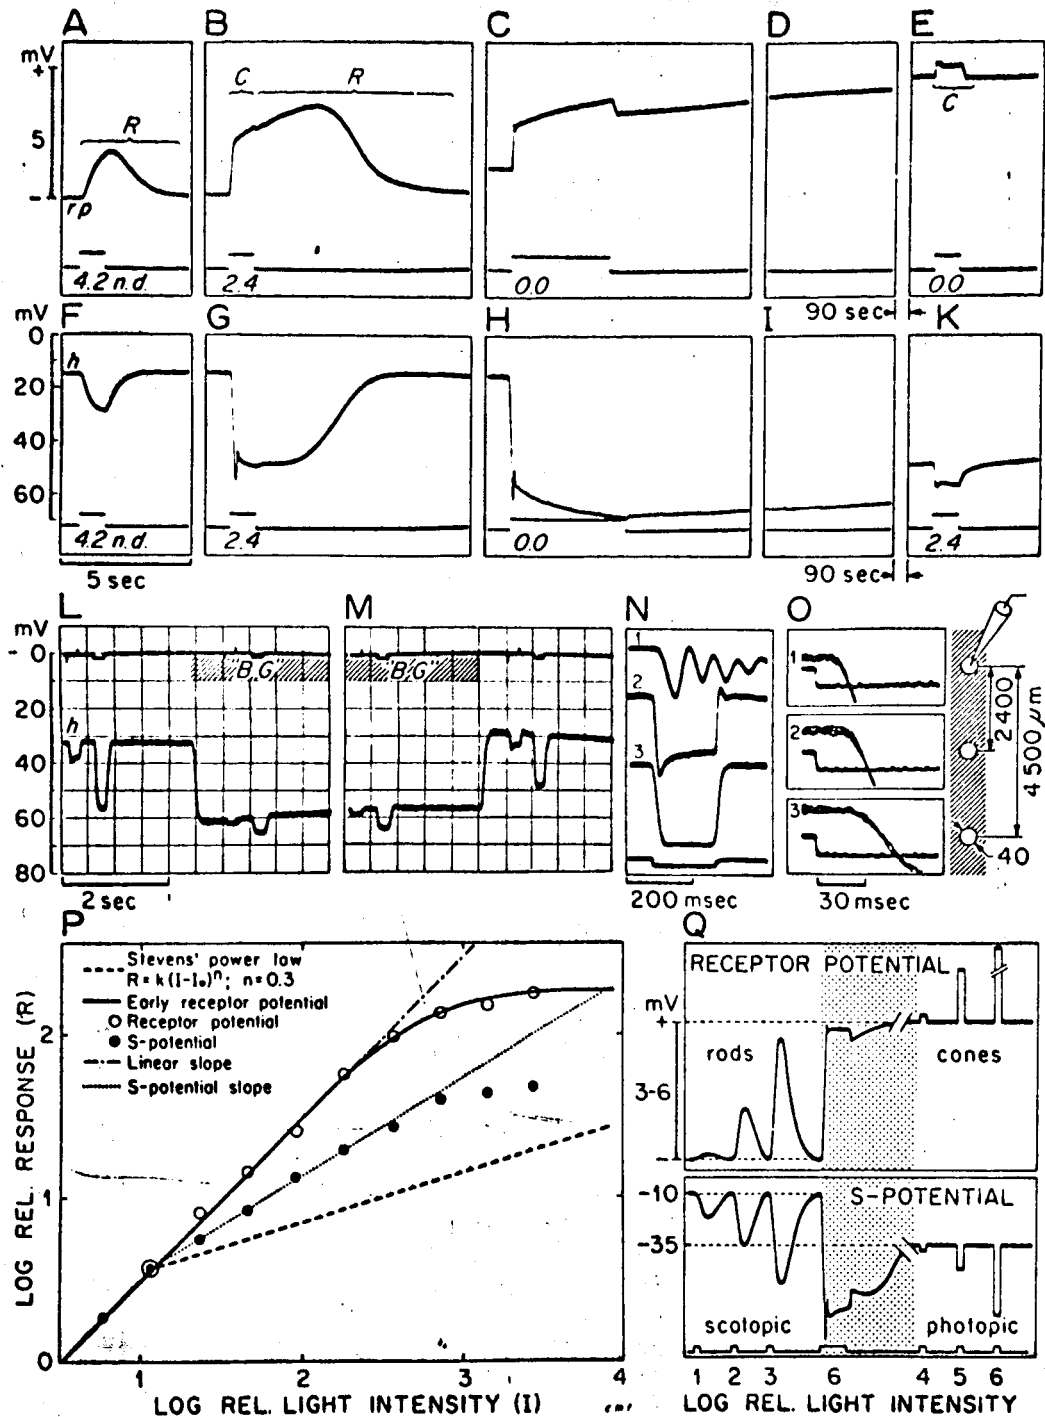 A B C D E
mV
+
C R
R
C
5
-
rp
4.2 n.d. 2.4 0.0 0.0
90 sec
mV F G H I K
0
h
20
40
60
4.2 n.d. 2.4 0.0 2.4
5 sec
90 sec
L M N O
mV
0
"B.G" "B.G"
20
h
40
60
80
1
2
3
1
2
3
2400
4500 μm
40
2 sec
200 msec
30 msec
P
Stevens' power law
R = k(I-I₀)ⁿ; n=0.3
Early receptor potential
Receptor potential
S-potential
Linear slope
S-potential slope
LOG REL. RESPONSE (R)
2
1
0
1 2 3 4
LOG REL. LIGHT INTENSITY (I)
Q
RECEPTOR POTENTIAL
mV
+
rods cones
3-6
-
-10
S-POTENTIAL
-35
scotopic photopic
1 2 3 6 4 5 6
LOG REL. LIGHT INTENSITY